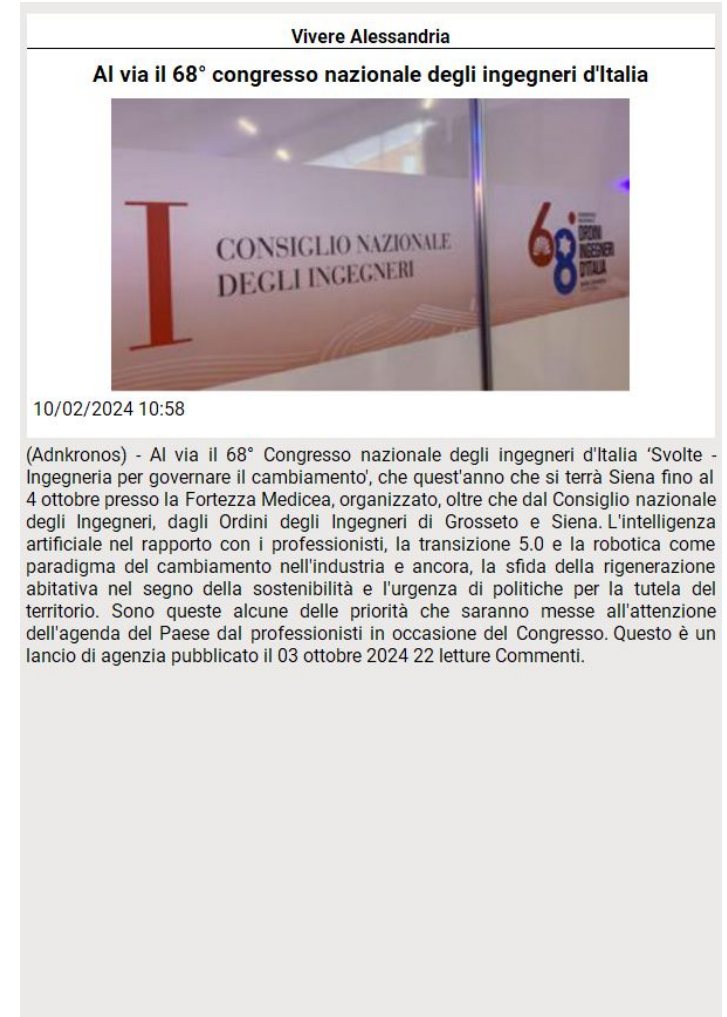 Vivere Alessandria
Al via il 68° congresso nazionale degli ingegneri d'Italia
I
CONSIGLIO NAZIONALE
DEGLI INGEGNERI
68°
ORDINI
INGEGNERI
D'ITALIA
10/02/2024 10:58
(Adnkronos) - Al via il 68° Congresso nazionale degli ingegneri d'Italia ‘Svolte -
Ingegneria per governare il cambiamento', che quest'anno che si terrà Siena fino al
4 ottobre presso la Fortezza Medicea, organizzato, oltre che dal Consiglio nazionale
degli Ingegneri, dagli Ordini degli Ingegneri di Grosseto e Siena. L'intelligenza
artificiale nel rapporto con i professionisti, la transizione 5.0 e la robotica come
paradigma del cambiamento nell'industria e ancora, la sfida della rigenerazione
abitativa nel segno della sostenibilità e l'urgenza di politiche per la tutela del
territorio. Sono queste alcune delle priorità che saranno messe all'attenzione
dell'agenda del Paese dal professionisti in occasione del Congresso. Questo è un
lancio di agenzia pubblicato il 03 ottobre 2024 22 letture Commenti.